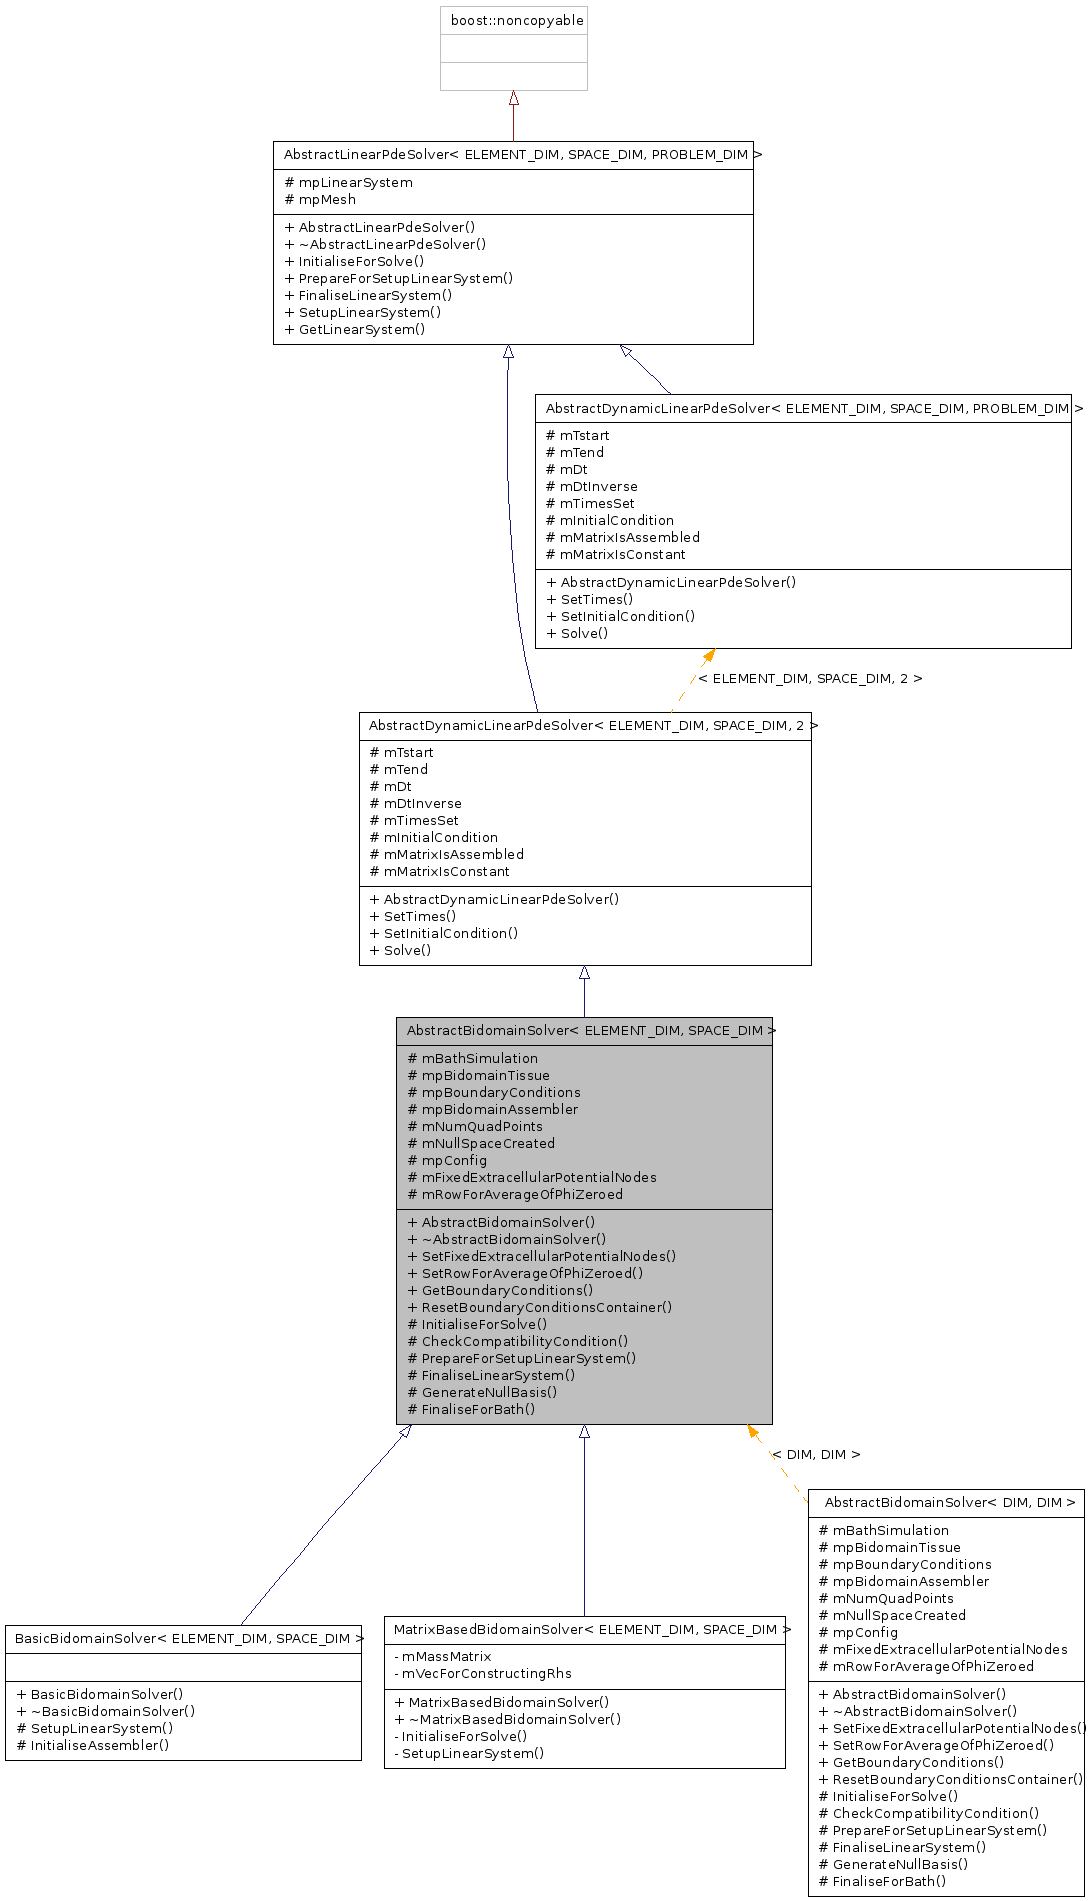 boost::noncopyable
AbstractLinearPdeSolver< ELEMENT_DIM, SPACE_DIM, PROBLEM_DIM >
# mpLinearSystem
# mpMesh
+ AbstractLinearPdeSolver()
+ ~AbstractLinearPdeSolver()
+ InitialiseForSolve()
+ PrepareForSetupLinearSystem()
+ FinaliseLinearSystem()
+ SetupLinearSystem()
+ GetLinearSystem()
AbstractDynamicLinearPdeSolver< ELEMENT_DIM, SPACE_DIM, PROBLEM_DIM >
# mTstart
# mTend
# mDt
# mDtInverse
# mTimesSet
# mInitialCondition
# mMatrixIsAssembled
# mMatrixIsConstant
+ AbstractDynamicLinearPdeSolver()
+ SetTimes()
+ SetInitialCondition()
+ Solve()
< ELEMENT_DIM, SPACE_DIM, 2 >
AbstractDynamicLinearPdeSolver< ELEMENT_DIM, SPACE_DIM, 2 >
# mTstart
# mTend
# mDt
# mDtInverse
# mTimesSet
# mInitialCondition
# mMatrixIsAssembled
# mMatrixIsConstant
+ AbstractDynamicLinearPdeSolver()
+ SetTimes()
+ SetInitialCondition()
+ Solve()
AbstractBidomainSolver< ELEMENT_DIM, SPACE_DIM >
# mBathSimulation
# mpBidomainTissue
# mpBoundaryConditions
# mpBidomainAssembler
# mNumQuadPoints
# mNullSpaceCreated
# mpConfig
# mFixedExtracellularPotentialNodes
# mRowForAverageOfPhiZeroed
+ AbstractBidomainSolver()
+ ~AbstractBidomainSolver()
+ SetFixedExtracellularPotentialNodes()
+ SetRowForAverageOfPhiZeroed()
+ GetBoundaryConditions()
+ ResetBoundaryConditionsContainer()
# InitialiseForSolve()
# CheckCompatibilityCondition()
# PrepareForSetupLinearSystem()
# FinaliseLinearSystem()
# GenerateNullBasis()
# FinaliseForBath()
< DIM, DIM >
BasicBidomainSolver< ELEMENT_DIM, SPACE_DIM >
+ BasicBidomainSolver()
+ ~BasicBidomainSolver()
# SetupLinearSystem()
# InitialiseAssembler()
MatrixBasedBidomainSolver< ELEMENT_DIM, SPACE_DIM >
- mMassMatrix
- mVecForConstructingRhs
+ MatrixBasedBidomainSolver()
+ ~MatrixBasedBidomainSolver()
- InitialiseForSolve()
- SetupLinearSystem()
AbstractBidomainSolver< DIM, DIM >
# mBathSimulation
# mpBidomainTissue
# mpBoundaryConditions
# mpBidomainAssembler
# mNumQuadPoints
# mNullSpaceCreated
# mpConfig
# mFixedExtracellularPotentialNodes
# mRowForAverageOfPhiZeroed
+ AbstractBidomainSolver()
+ ~AbstractBidomainSolver()
+ SetFixedExtracellularPotentialNodes()
+ SetRowForAverageOfPhiZeroed()
+ GetBoundaryConditions()
+ ResetBoundaryConditionsContainer()
# InitialiseForSolve()
# CheckCompatibilityCondition()
# PrepareForSetupLinearSystem()
# FinaliseLinearSystem()
# GenerateNullBasis()
# FinaliseForBath()